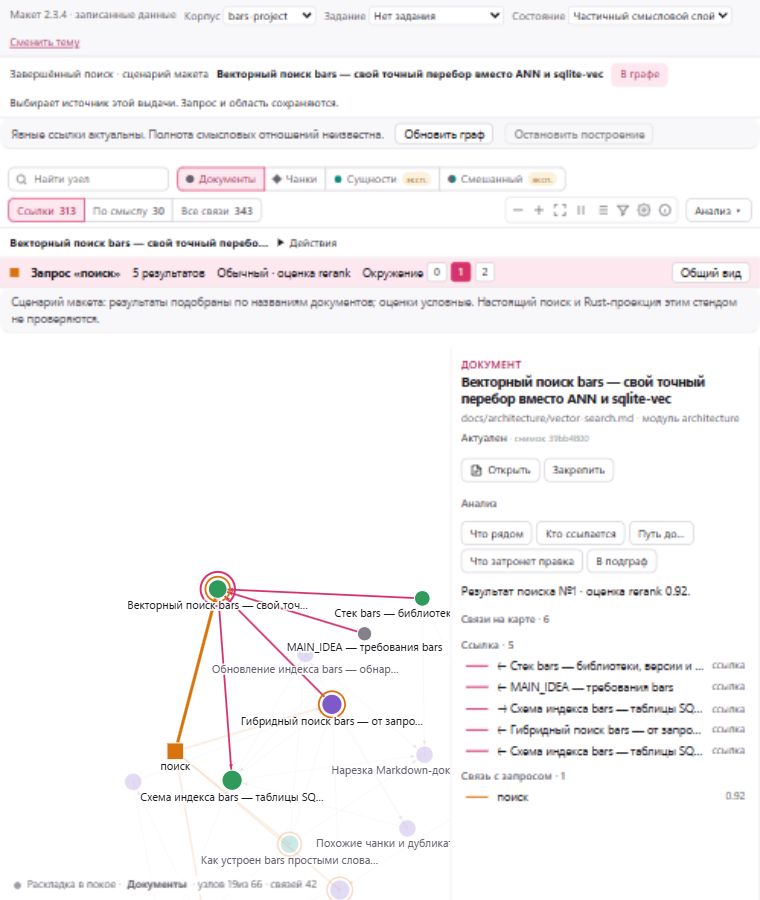 Макет 2.3.4 · записанные данные Корпус bars-project Задание Нет задания Состояние Частичный смысловой слой
Сменить тему
Завершённый поиск · сценарий макета Векторный поиск bars — свой точный перебор вместо ANN и sqlite-vec В графе
Выбирает источник этой выдачи. Запрос и область сохраняются.
Явные ссылки актуальны. Полнота смысловых отношений неизвестна. Обновить граф Остановить построение
Найти узел Документы Чанки Сущности эксп. Смешанный эксп.
Ссылки 313 По смыслу 30 Все связи 343 Анализ
Векторный поиск bars — свой точный перебо... Действия
Запрос «поиск» 5 результатов Обычный · оценка rerank Окружение 0 1 2 Общий вид
Сценарий макета: результаты подобраны по названиям документов; оценки условные. Настоящий поиск и Rust-проекция этим стендом
не проверяются.
ДОКУМЕНТ
Векторный поиск bars — свой точный
перебор вместо ANN и sqlite-vec
docs/architecture/vector-search.md · модуль architecture
Актуален · снимок
Открыть Закрепить
Анализ
Что рядом Кто ссылается Путь до...
Что затронет правка В подграф
Результат поиска №1 · оценка rerank 0.92.
Связи на карте · 6
Ссылка · 5
← Стек bars — библиотеки, версии и ... ссылка
← MAIN_IDEA — требования bars ссылка
→ Схема индекса bars — таблицы SQ... ссылка
← Гибридный поиск bars — от запро... ссылка
← Схема индекса bars — таблицы SQ... ссылка
Связь с запросом · 1
поиск 0.92
Векторный поиск bars — свой точ...
Стек bars — библиотек
MAIN_IDEA — требования bars
Обновление индекса bars — обнар...
Гибридный поиск bars — от запро...
поиск
Нарезка Markdown-док
Схема индекса bars — таблицы SQ...
Похожие чанки и дубликат
Как устроен bars простыми слова...
Раскладка в покое · Документы · узлов 19 из 66 · связей 42